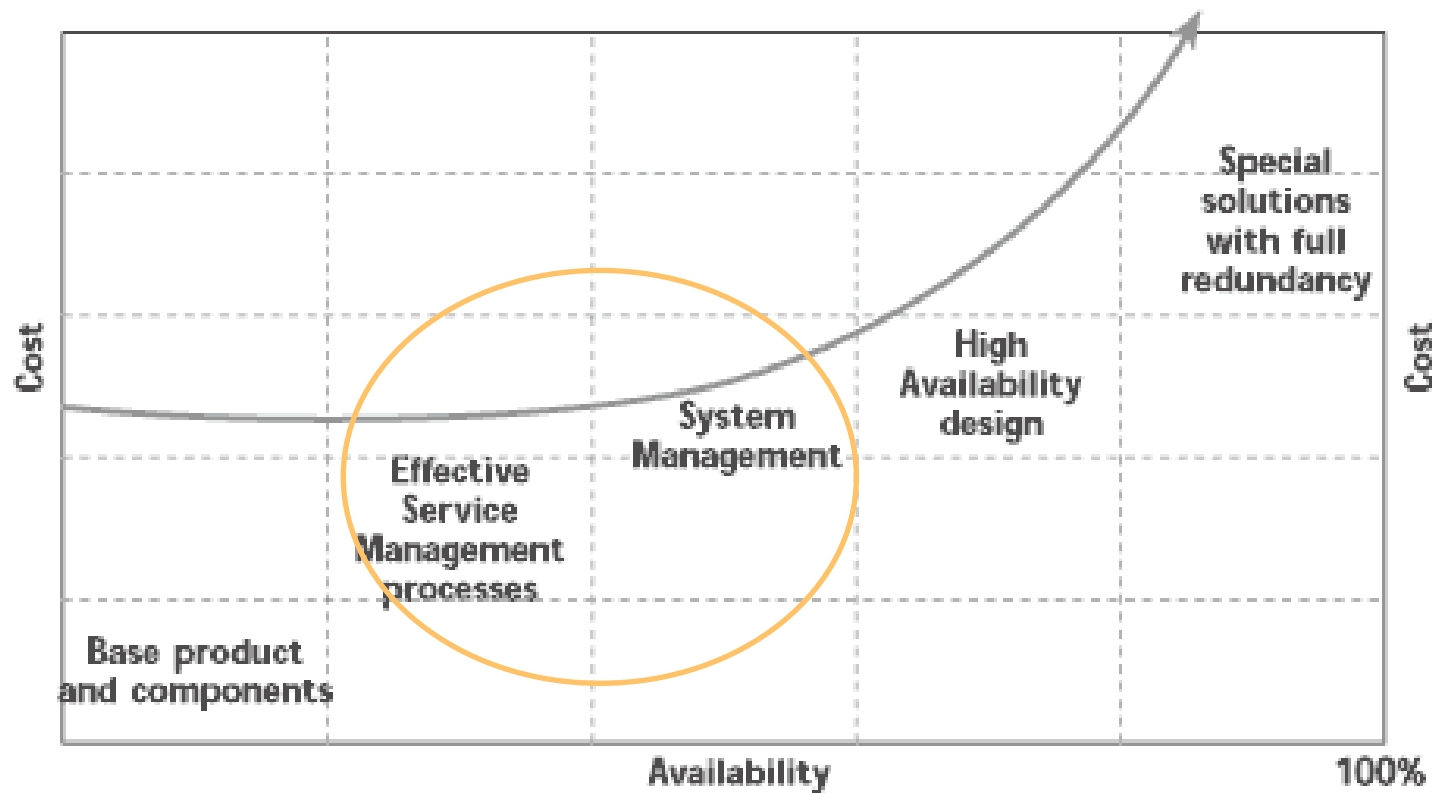 Special
solutions
with full
redundancy
Cost
Cost
High
Availability
design
System
Management
Effective
Service
Management
processes
Base product
and components
Availability
100%